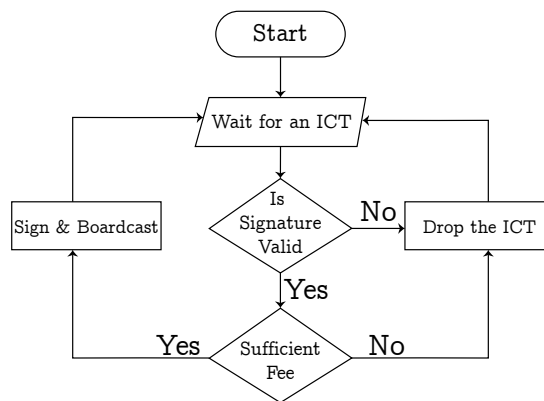 Start
Wait for an ICT
Is
Signature
Valid
No
Sign & Boardcast
Drop the ICT
Yes
Yes
Sufficient
Fee
No